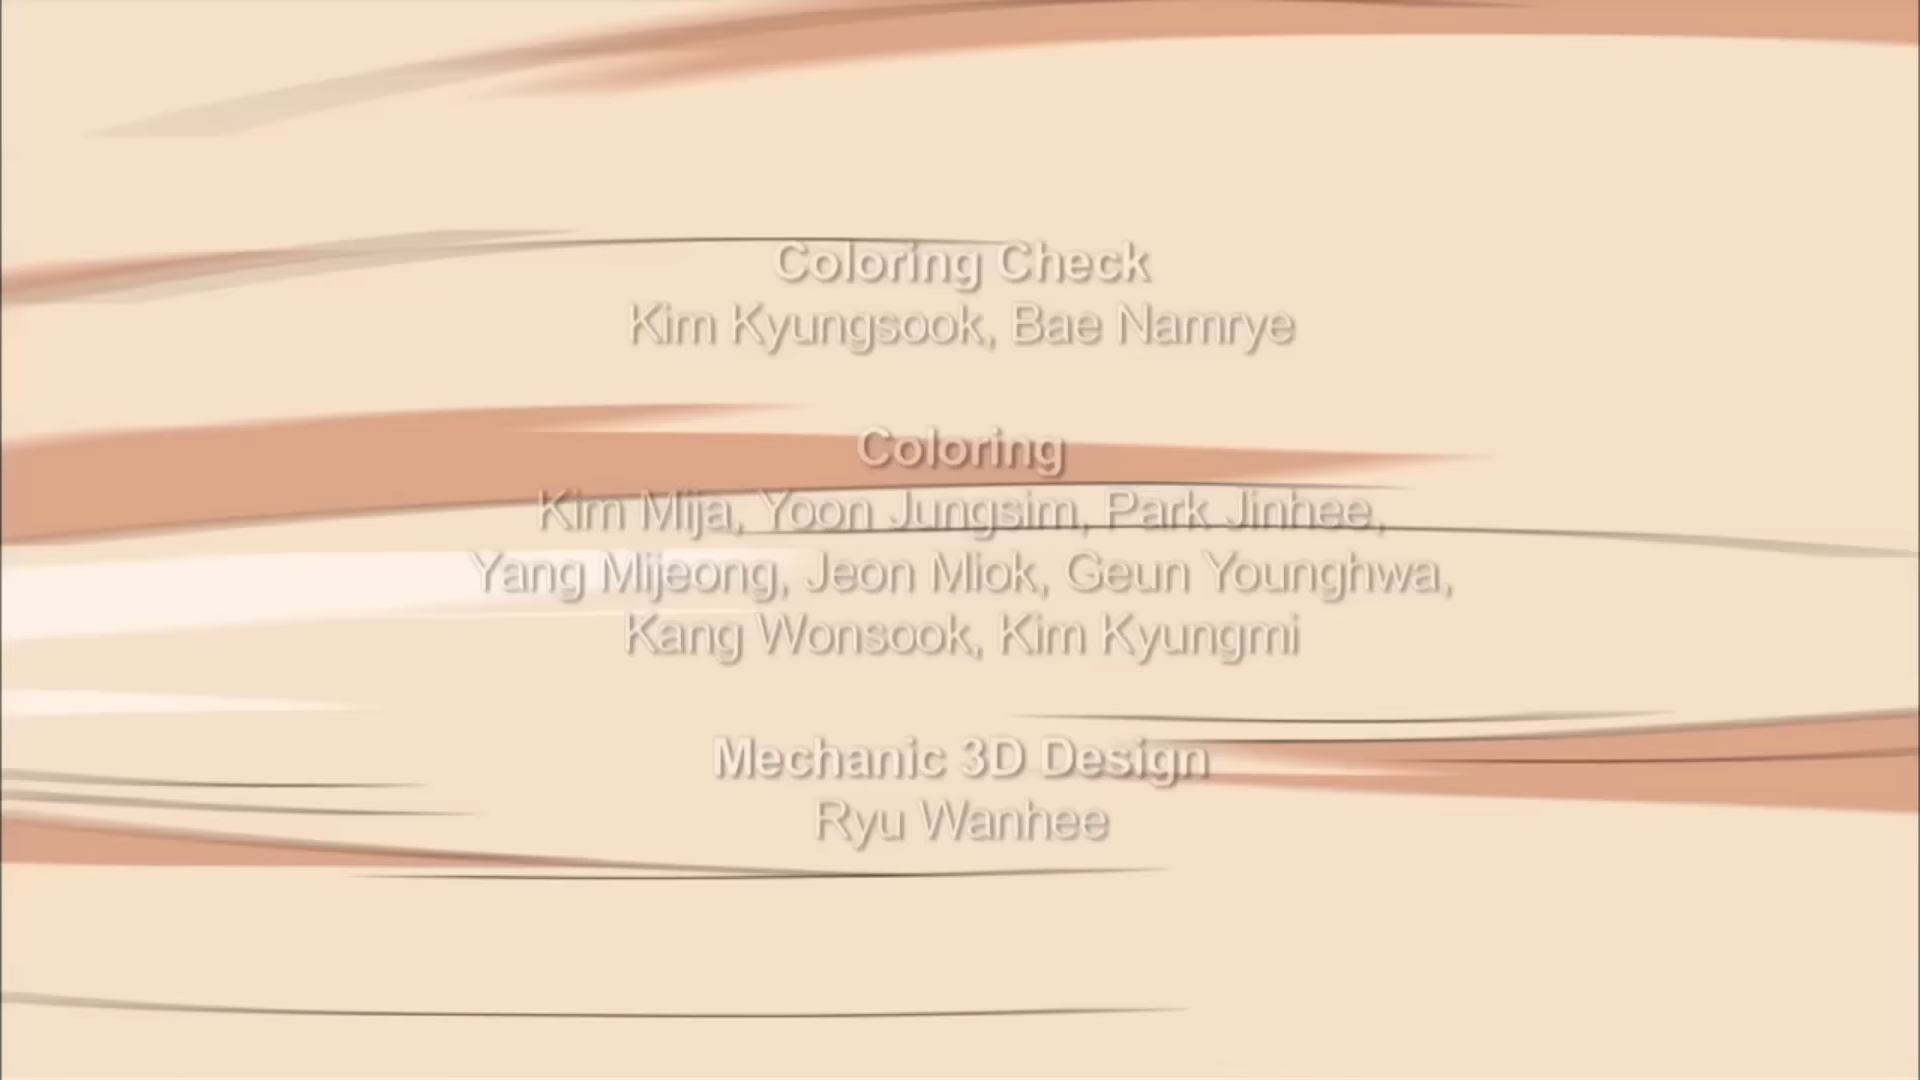 Coloring Check
Kim Kyungsook, Bae Namrye
Coloring
Kim Mija, Yoon Jungsim, Park Jinhee,
Yang Mijeong, Jeon Miok, Geun Younghwa,
Kang Wonsook, Kim Kyungmi
Mechanic 3D Design
Ryu Wanhee